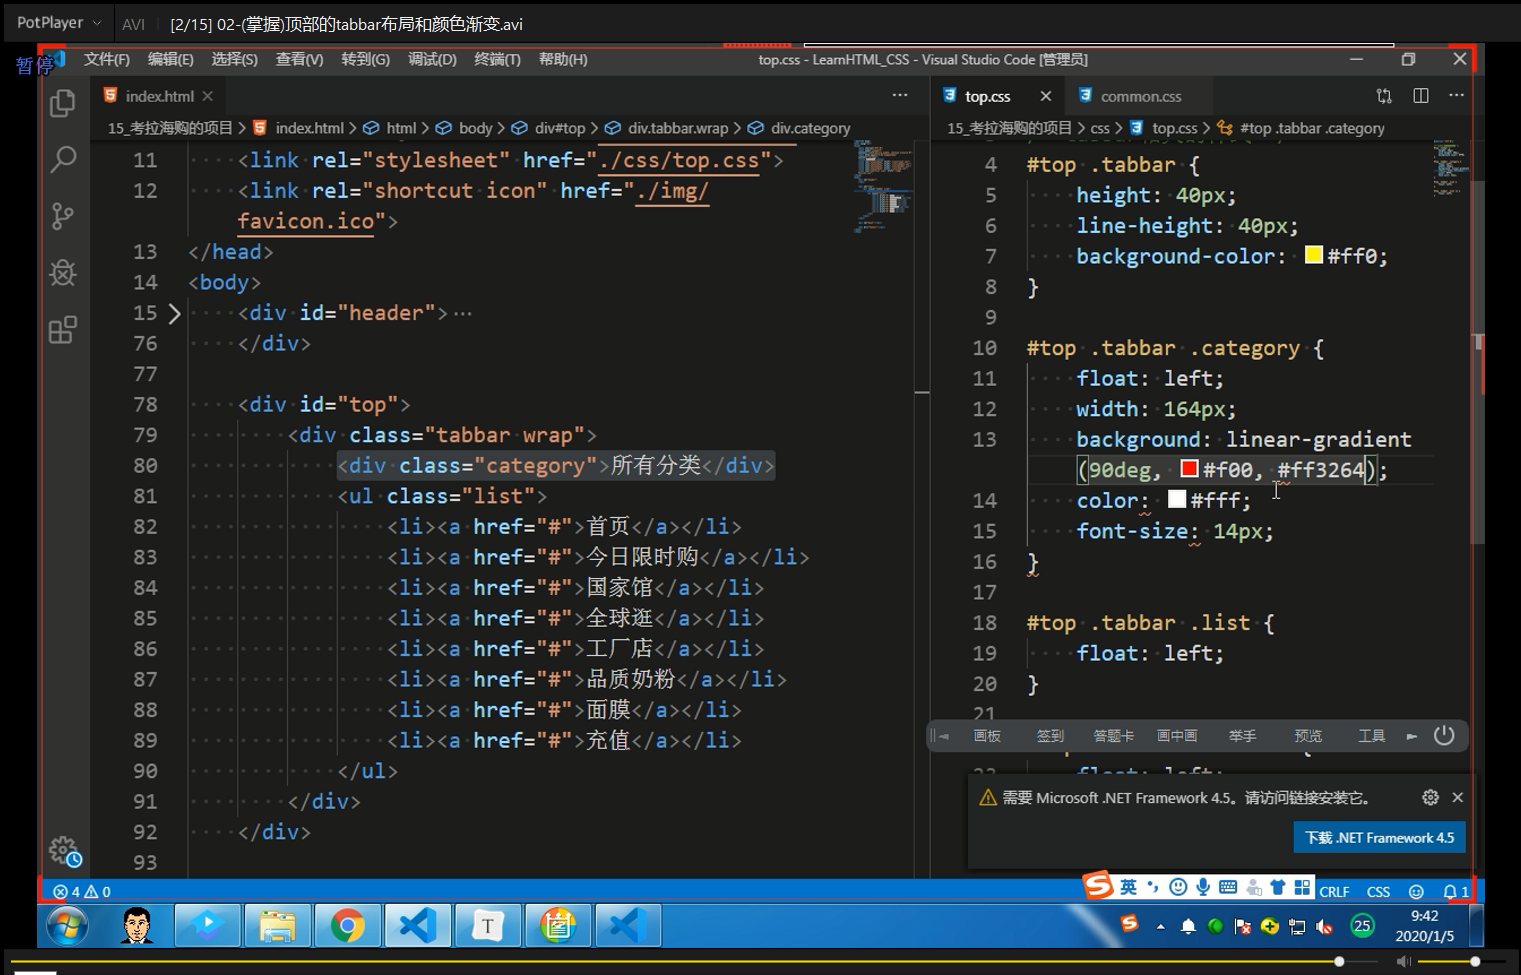 PotPlayer AVI [2/15] 02-(掌握)顶部的tabbar布局和颜色渐变.avi
暂停
文件(F) 编辑(E) 选择(S) 查看(V) 转到(G) 调试(D) 终端(T) 帮助(H) top.css - LearnHTML_CSS - Visual Studio Code [管理员]
index.html
15_考拉海购的项目 > index.html > html > body > div#top > div.tabbar.wrap > div.category
11 <link rel="stylesheet" href="./css/top.css">
12 <link rel="shortcut icon" href="./img/
favicon.ico">
13 </head>
14 <body>
15 <div id="header">···
76 </div>
77
78 <div id="top">
79 <div class="tabbar wrap">
80 <div class="category">所有分类</div>
81 <ul class="list">
82 <li><a href="#">首页</a></li>
83 <li><a href="#">今日限时购</a></li>
84 <li><a href="#">国家馆</a></li>
85 <li><a href="#">全球逛</a></li>
86 <li><a href="#">工厂店</a></li>
87 <li><a href="#">品质奶粉</a></li>
88 <li><a href="#">面膜</a></li>
89 <li><a href="#">充值</a></li>
90 </ul>
91 </div>
92 </div>
93
top.css common.css
15_考拉海购的项目 > css > top.css > #top .tabbar .category
4 #top .tabbar {
5 height: 40px;
6 line-height: 40px;
7 background-color: #ff0;
8 }
9
10 #top .tabbar .category {
11 float: left;
12 width: 164px;
13 background: linear-gradient
(90deg, #f00, #ff3264);
14 color: #fff;
15 font-size: 14px;
16 }
17
18 #top .tabbar .list {
19 float: left;
20 }
21
画板 签到 答题卡 画中画 举手 预览 工具
需要 Microsoft .NET Framework 4.5。请访问链接安装它。
下载 .NET Framework 4.5
4 0
英 CRLF CSS 1
T
25
9:42
2020/1/5